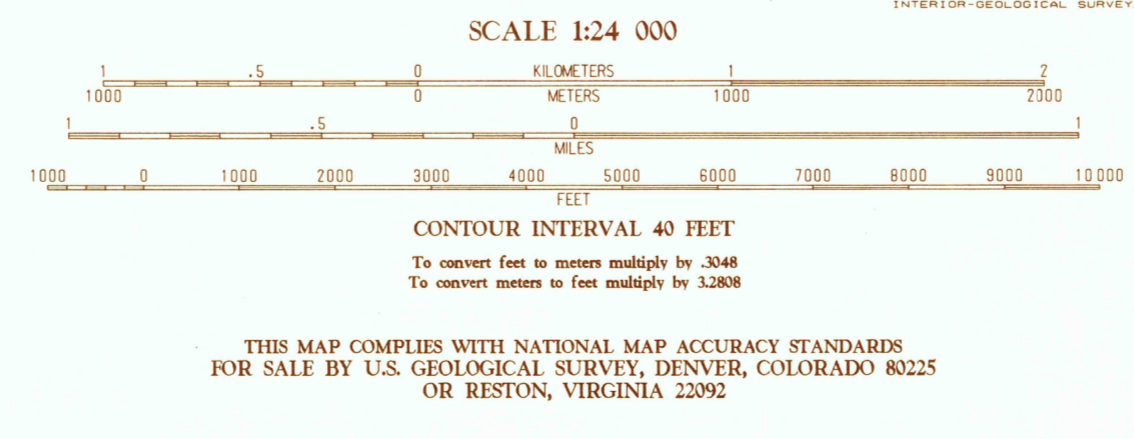 INTERIOR-GEOLOGICAL SURVEY
SCALE 1:24 000
1 .5 0 KILOMETERS 1 2
1000 0 METERS 1000 2000
1 .5 0 1
MILES
1000 0 1000 2000 3000 4000 5000 6000 7000 8000 9000 10 000
FEET
CONTOUR INTERVAL 40 FEET
To convert feet to meters multiply by .3048
To convert meters to feet multiply by 3.2808
THIS MAP COMPLIES WITH NATIONAL MAP ACCURACY STANDARDS
FOR SALE BY U.S. GEOLOGICAL SURVEY, DENVER, COLORADO 80225
OR RESTON, VIRGINIA 22092